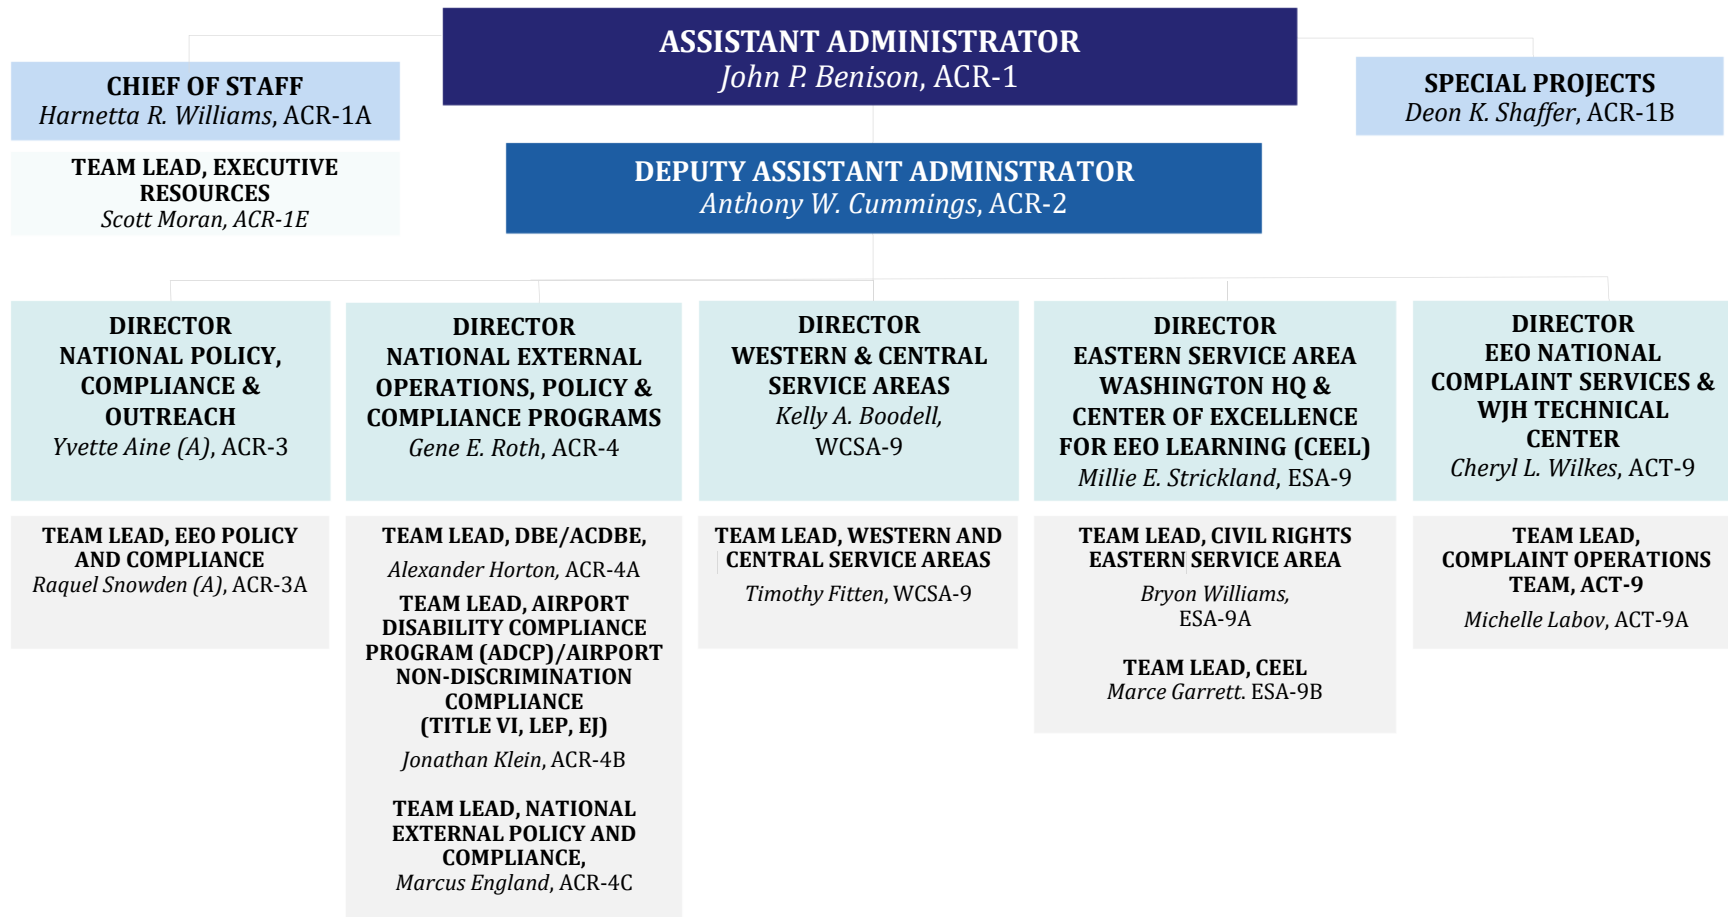 ASSISTANT ADMINISTRATOR
John P. Benison, ACR-1
CHIEF OF STAFF
Harnetta R. Williams, ACR-1A
SPECIAL PROJECTS
Deon K. Shaffer, ACR-1B
TEAM LEAD, EXECUTIVE
RESOURCES
Scott Moran, ACR-1E
DEPUTY ASSISTANT ADMINSTRATOR
Anthony W. Cummings, ACR-2
DIRECTOR
NATIONAL POLICY,
COMPLIANCE &
OUTREACH
Yvette Aine (A), ACR-3
DIRECTOR
NATIONAL EXTERNAL
OPERATIONS, POLICY &
COMPLIANCE PROGRAMS
Gene E. Roth, ACR-4
DIRECTOR
WESTERN & CENTRAL
SERVICE AREAS
Kelly A. Boodell,
WCSA-9
DIRECTOR
EASTERN SERVICE AREA
WASHINGTON HQ &
CENTER OF EXCELLENCE
FOR EEO LEARNING (CEEL)
Millie E. Strickland, ESA-9
DIRECTOR
EEO NATIONAL
COMPLAINT SERVICES &
WJH TECHNICAL
CENTER
Cheryl L. Wilkes, ACT-9
TEAM LEAD, EEO POLICY
AND COMPLIANCE
Raquel Snowden (A), ACR-3A
TEAM LEAD, DBE/ACDBE,
Alexander Horton, ACR-4A
TEAM LEAD, AIRPORT
DISABILITY COMPLIANCE
PROGRAM (ADCP)/AIRPORT
NON-DISCRIMINATION
COMPLIANCE
(TITLE VI, LEP, EJ)
Jonathan Klein, ACR-4B
TEAM LEAD, NATIONAL
EXTERNAL POLICY AND
COMPLIANCE,
Marcus England, ACR-4C
TEAM LEAD, WESTERN AND
CENTRAL SERVICE AREAS
Timothy Fitten, WCSA-9
TEAM LEAD, CIVIL RIGHTS
EASTERN SERVICE AREA
Bryon Williams,
ESA-9A
TEAM LEAD, CEEL
Marce Garrett. ESA-9B
TEAM LEAD,
COMPLAINT OPERATIONS
TEAM, ACT-9
Michelle Labov, ACT-9A